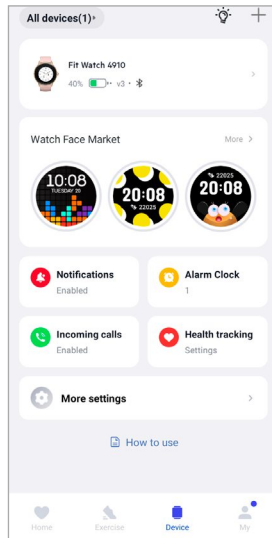 All devices(1)
Fit Watch 4910
40% v3
Watch Face Market
More
10:08
TUESDAY 20
20:08
22025
22025
20:08
Notifications
Enabled
Alarm Clock
1
Incoming calls
Enabled
Health tracking
Settings
More settings
How to use
Home
Exercise
Device
My